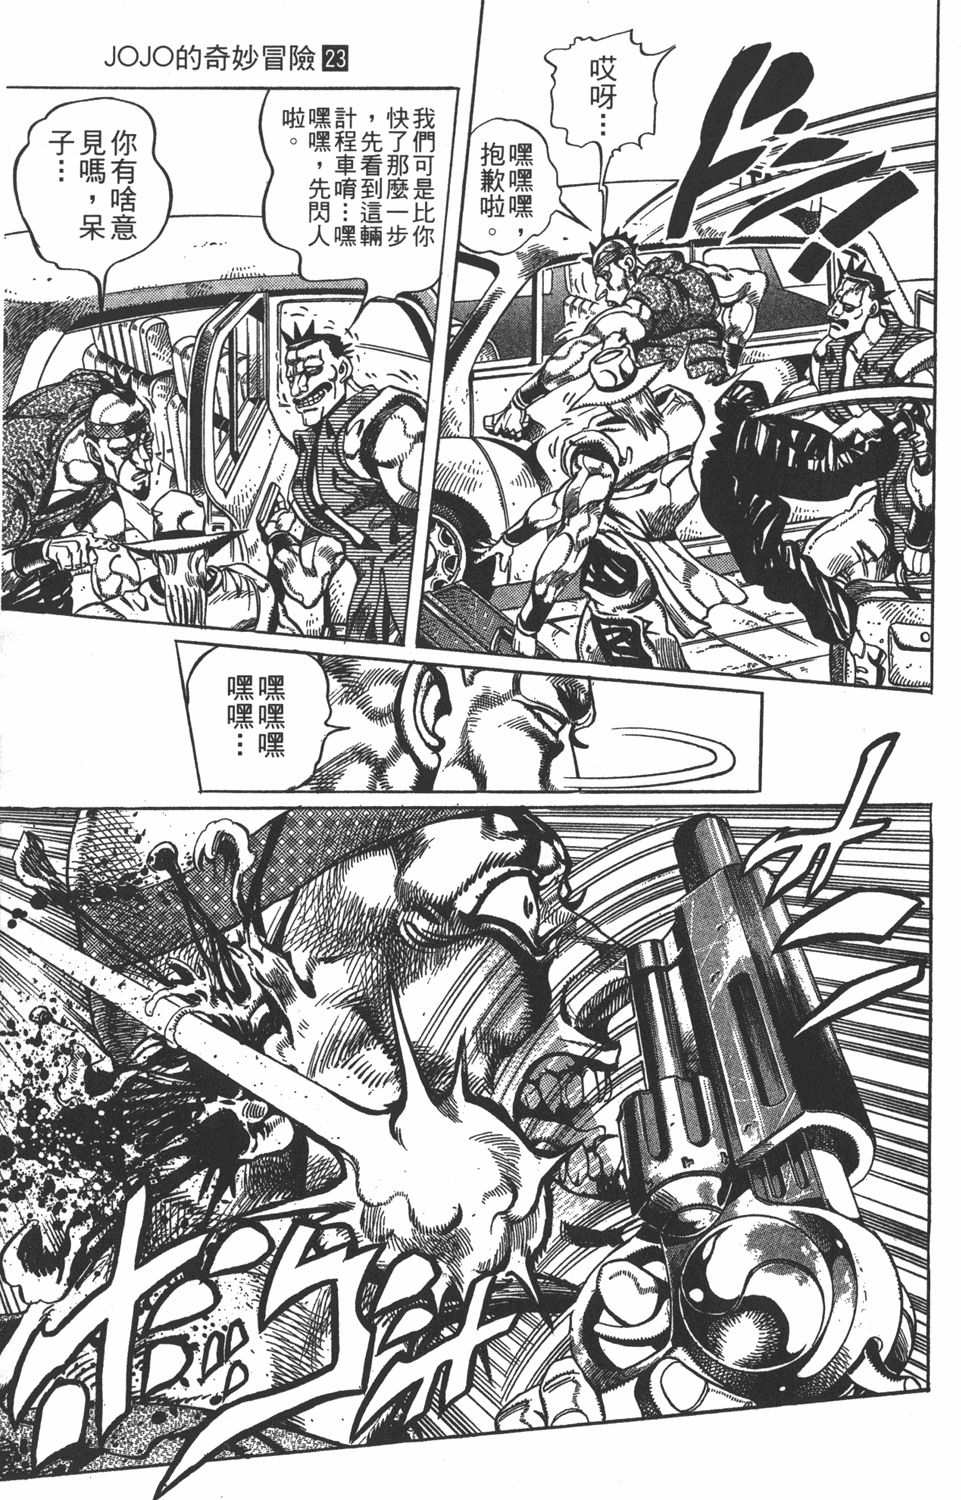 JOJO的奇妙冒險 23
哎呀…
嘿嘿嘿，
抱歉啦。
ドドン
我們可是比你
快了那麼一步
，先看到這輛
計程車唷…嘿
嘿嘿，先閃人
啦。
你有啥意
見嗎，呆
子…
嘿嘿嘿
嘿嘿…